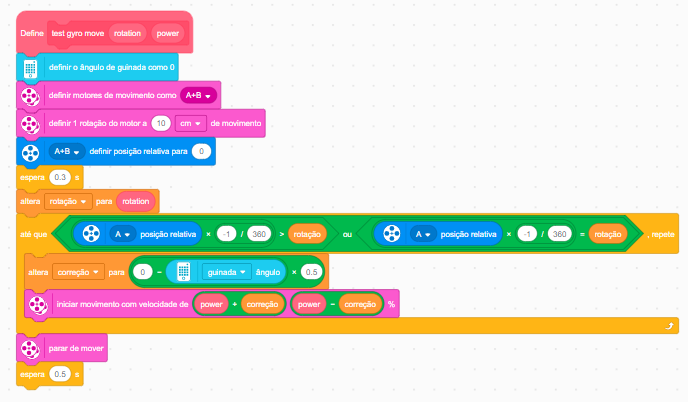 Define test gyro move rotation power
definir o ângulo de guinada como 0
definir motores de movimento como A+B
definir 1 rotação do motor a 10 cm de movimento
A+B definir posição relativa para 0
espera 0.3 s
altera rotação para rotation
até que A posição relativa × -1 / 360 > rotação ou A posição relativa × -1 / 360 = rotação , repete
altera correção para 0 − guinada ângulo × 0.5
iniciar movimento com velocidade de power + correção power − correção %
parar de mover
espera 0.5 s